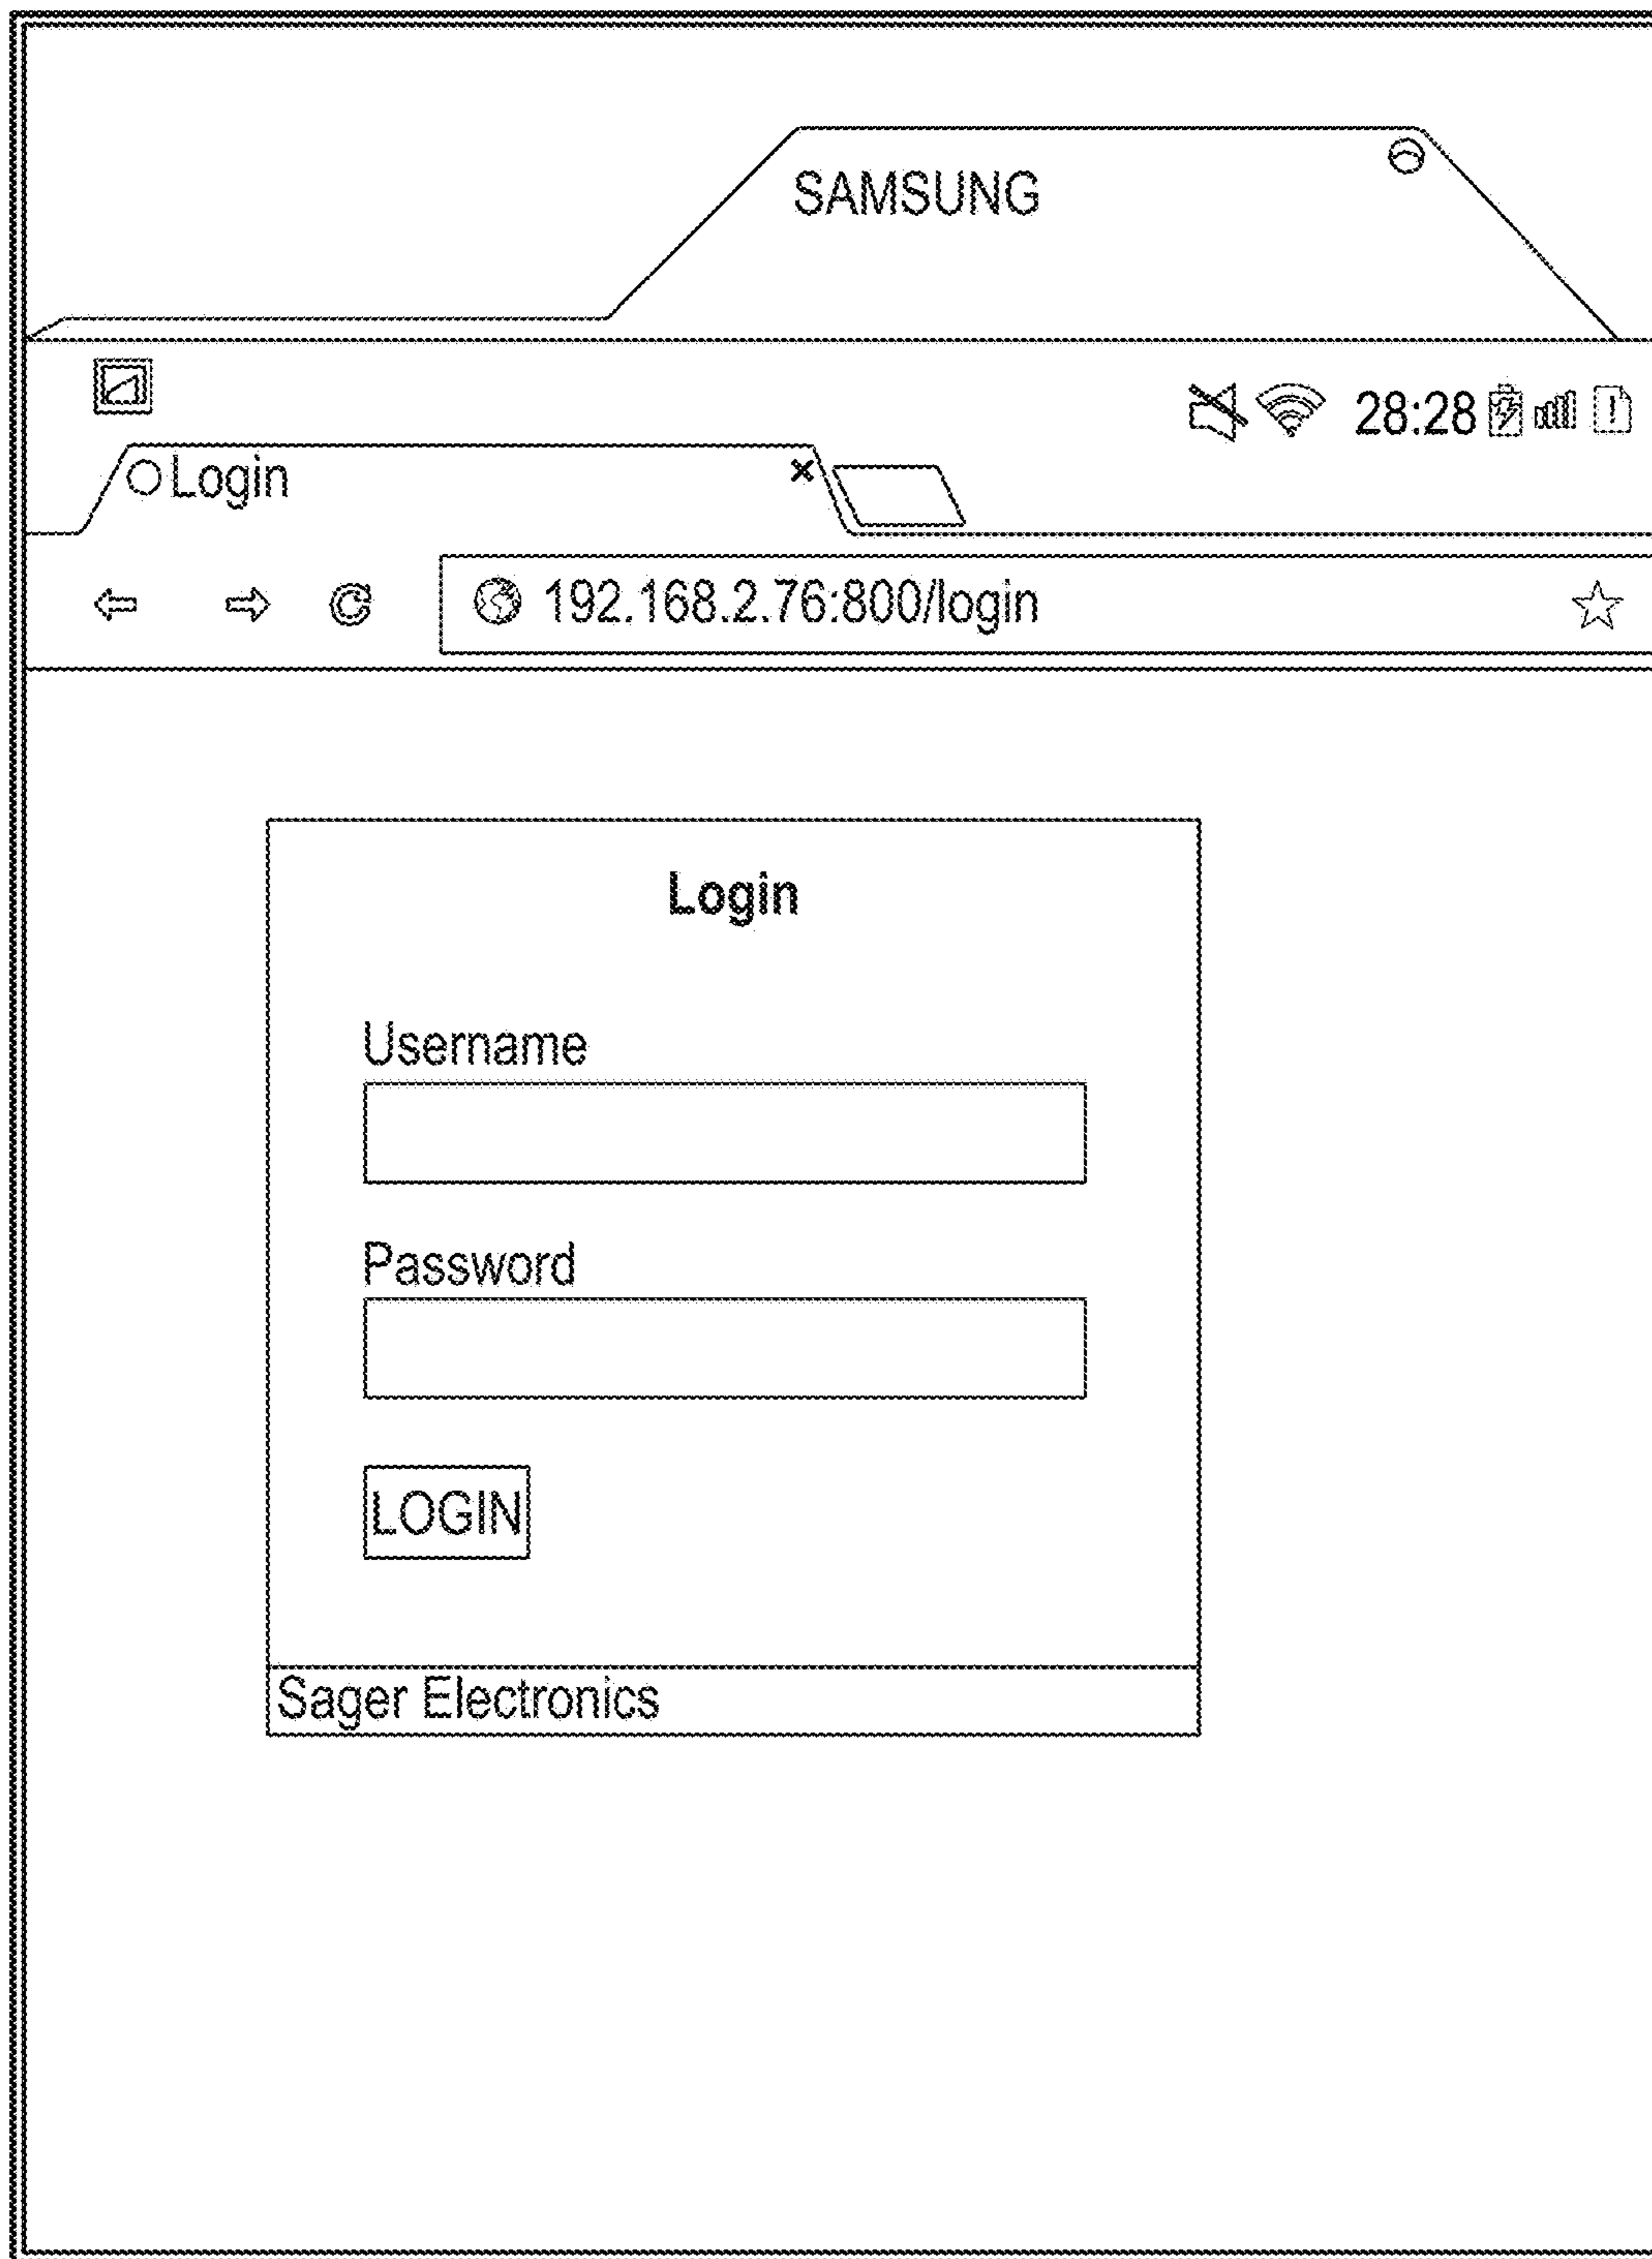 SAMSUNG
28:28
Login
192.168.2.76:800/login
Login
Username
Password
LOGIN
Sager Electronics